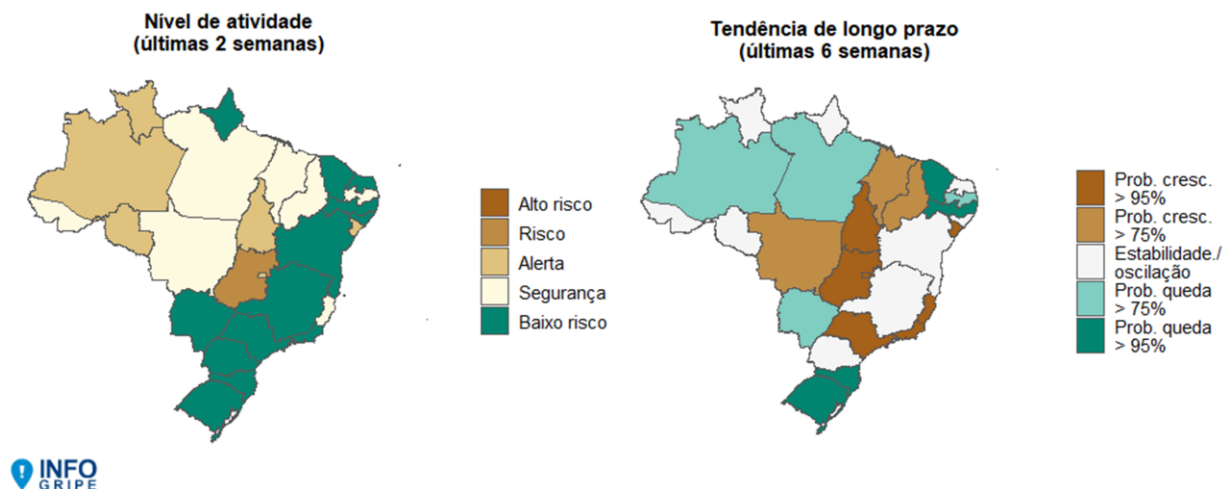 Nível de atividade
(últimas 2 semanas)
Alto risco
Risco
Alerta
Segurança
Baixo risco
Tendência de longo prazo
(últimas 6 semanas)
Prob. cresc.
> 95%
Prob. cresc.
> 75%
Estabilidade./
oscilação
Prob. queda
> 75%
Prob. queda
> 95%
INFO
GRIPE